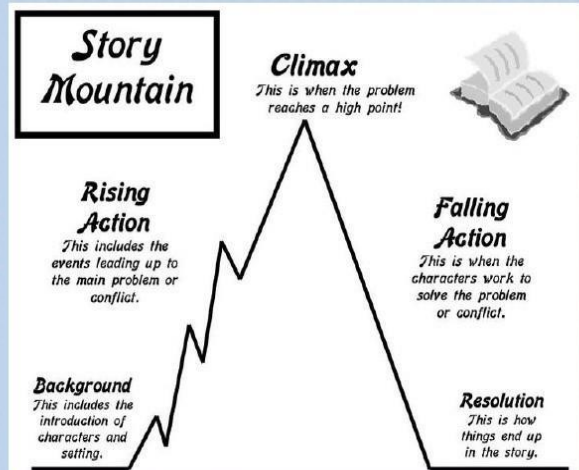 Story
Mountain
Climax
This is when the problem
reaches a high point!
Rising
Action
This includes the
events leading up to
the main problem or
conflict.
Falling
Action
This is when the
characters work to
solve the problem
or conflict.
Background
This includes the
introduction of
characters and
setting.
Resolution
This is how
things end up
in the story.